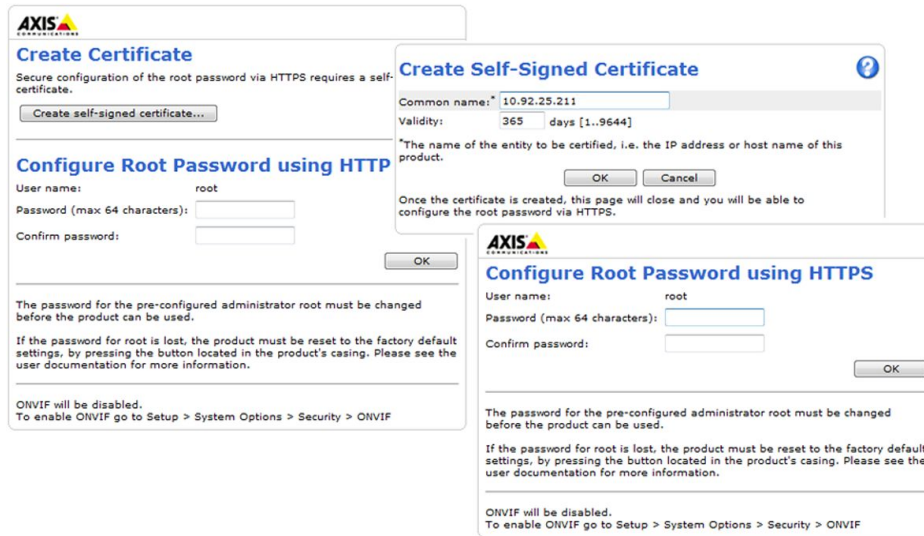 AXIS
COMMUNICATIONS
Create Certificate
Secure configuration of the root password via HTTPS requires a self-
certificate.
Create self-signed certificate...
Configure Root Password using HTTP
User name: root
Password (max 64 characters):
Confirm password:
OK
The password for the pre-configured administrator root must be changed
before the product can be used.
If the password for root is lost, the product must be reset to the factory default
settings, by pressing the button located in the product's casing. Please see the
user documentation for more information.
ONVIF will be disabled.
To enable ONVIF go to Setup > System Options > Security > ONVIF
Create Self-Signed Certificate
?
Common name:* 10.92.25.211
Validity: 365 days [1..9644]
*The name of the entity to be certified, i.e. the IP address or host name of this
product.
OK Cancel
Once the certificate is created, this page will close and you will be able to
configure the root password via HTTPS.
AXIS
COMMUNICATIONS
Configure Root Password using HTTPS
User name: root
Password (max 64 characters):
Confirm password:
OK
The password for the pre-configured administrator root must be changed
before the product can be used.
If the password for root is lost, the product must be reset to the factory default
settings, by pressing the button located in the product's casing. Please see the
user documentation for more information.
ONVIF will be disabled.
To enable ONVIF go to Setup > System Options > Security > ONVIF